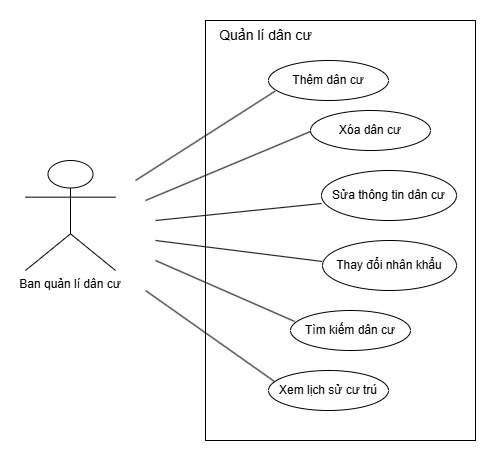 Quản lí dân cư
Thêm dân cư
Xóa dân cư
Sửa thông tin dân cư
Thay đổi nhân khẩu
Tìm kiếm dân cư
Xem lịch sử cư trú
Ban quản lí dân cư